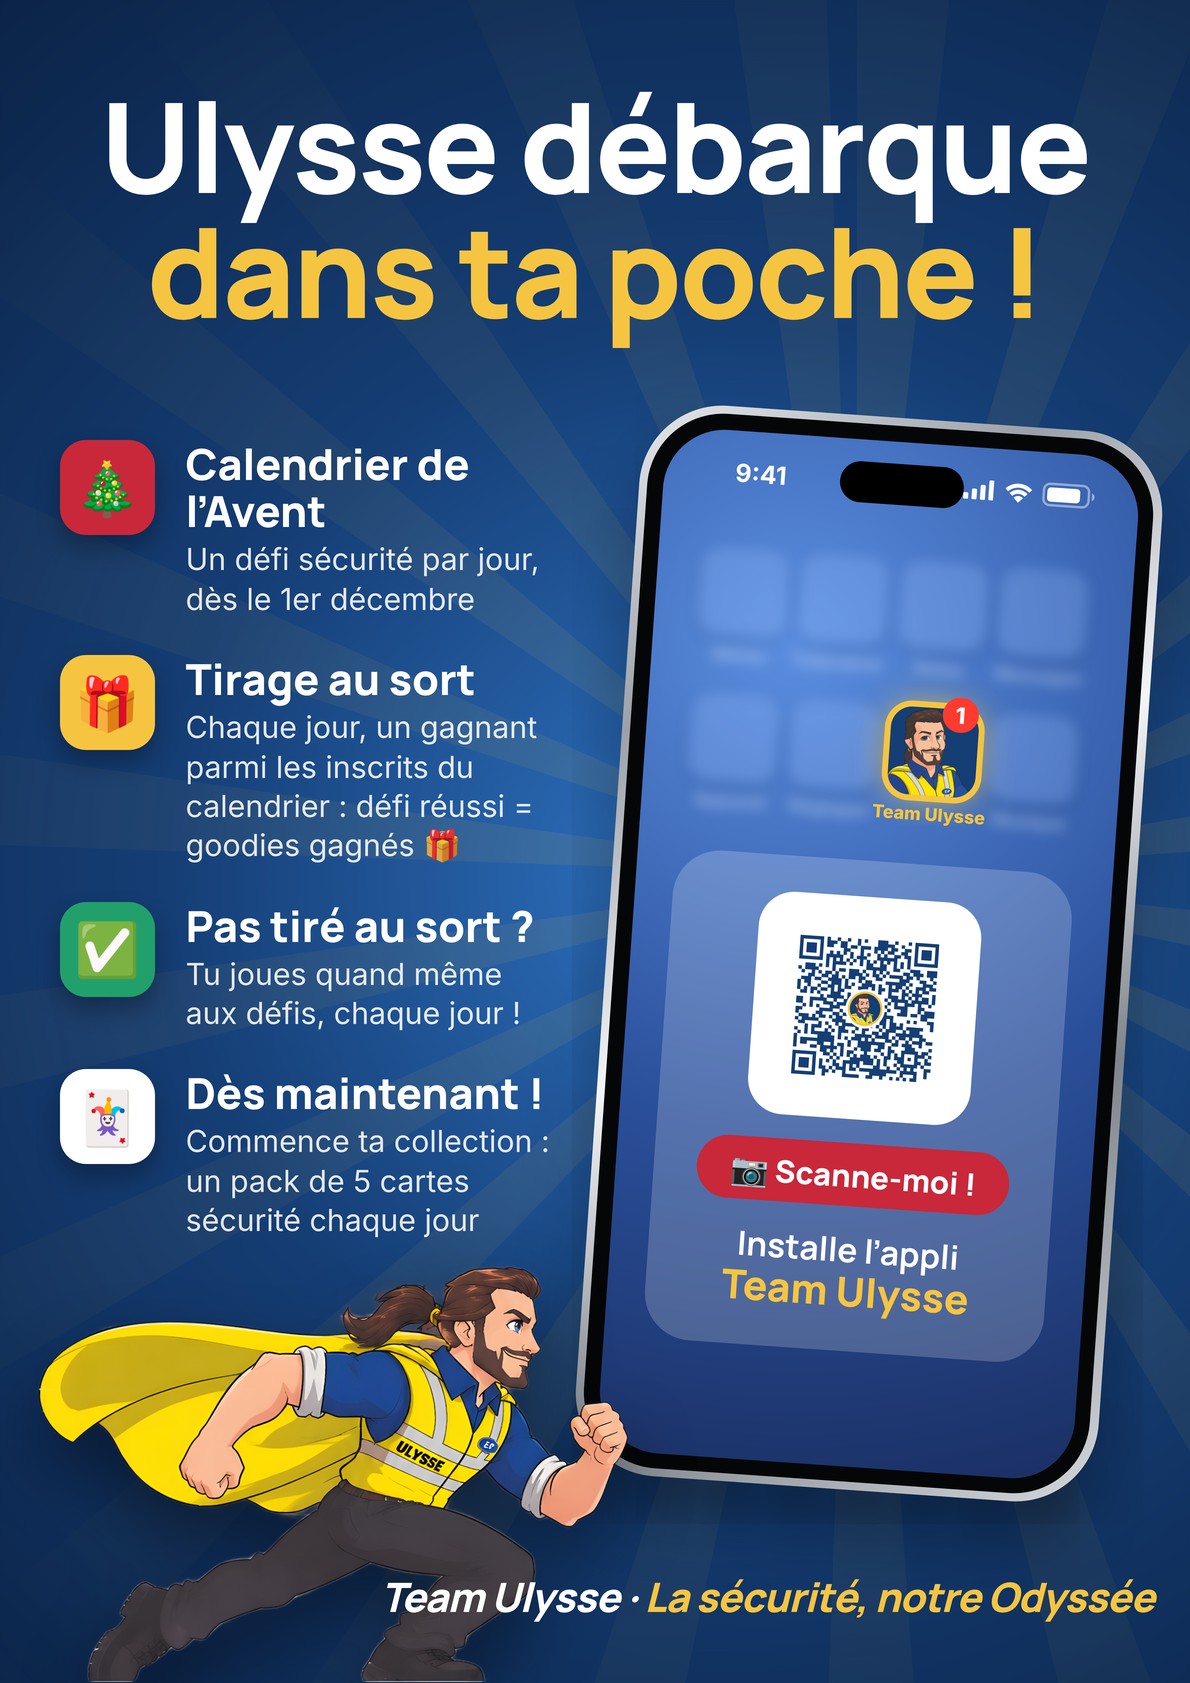 Ulysse débarque
dans ta poche !
Calendrier de
l’Avent
Un défi sécurité par jour,
dès le 1er décembre
Tirage au sort
Chaque jour, un gagnant
parmi les inscrits du
calendrier : défi réussi =
goodies gagnés 🎁
Pas tiré au sort ?
Tu joues quand même
aux défis, chaque jour !
Dès maintenant !
Commence ta collection :
un pack de 5 cartes
sécurité chaque jour
9:41
1
Team Ulysse
📷 Scanne-moi !
Installe l’appli
Team Ulysse
ULYSSE
EP
Team Ulysse · La sécurité, notre Odyssée